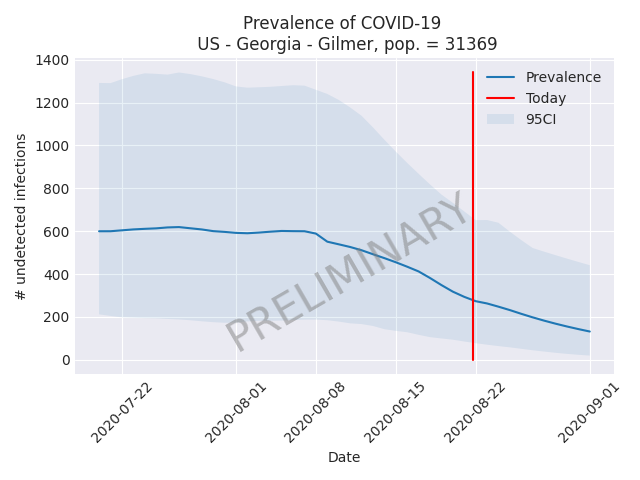 Prevalence of COVID-19
US - Georgia - Gilmer, pop. = 31369
# undetected infections
1400
1200
1000
800
600
400
200
0
Prevalence
Today
95CI
PRELIMINARY
2020-07-22
2020-08-01
2020-08-08
2020-08-15
2020-08-22
2020-09-01
Date